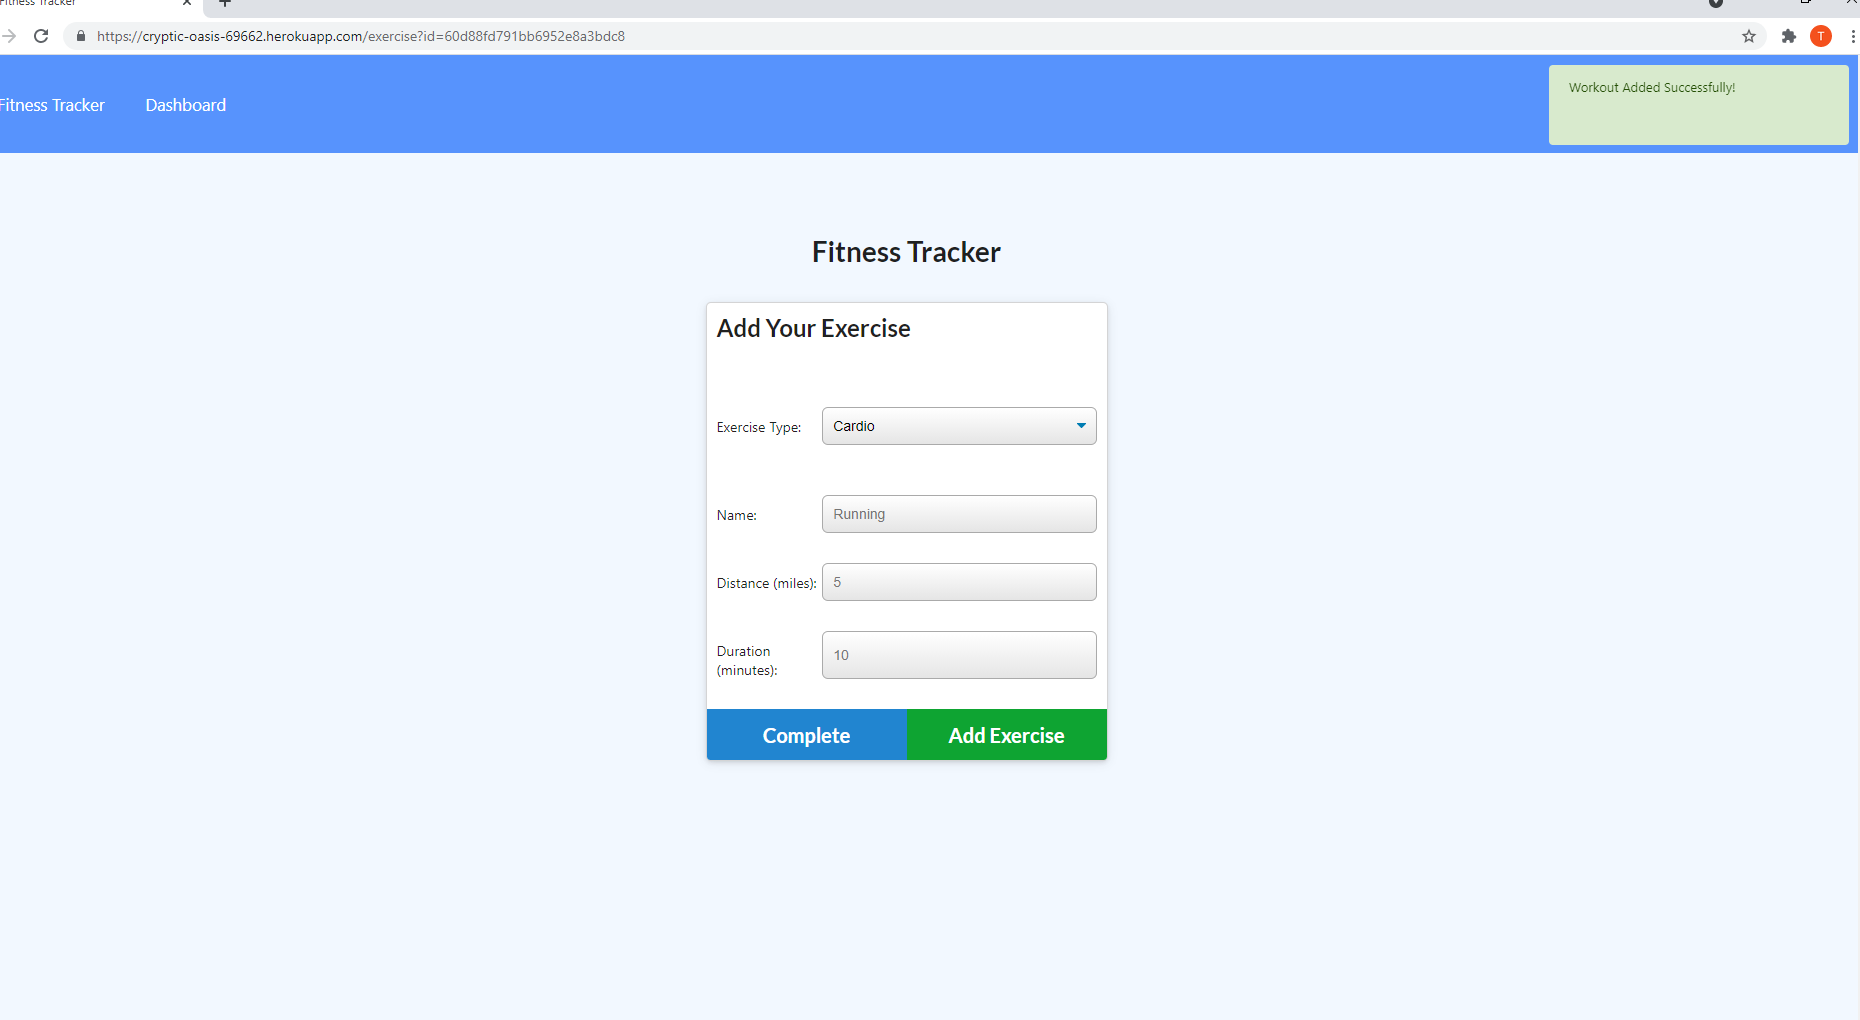 Fitness Tracker
https://cryptic-oasis-69662.herokuapp.com/exercise?id=60d88fd791bb6952e8a3bdc8
T
Fitness Tracker
Dashboard
Workout Added Successfully!
Fitness Tracker
Add Your Exercise
Exercise Type:
Cardio
Name:
Running
Distance (miles):
5
Duration
(minutes):
10
Complete
Add Exercise